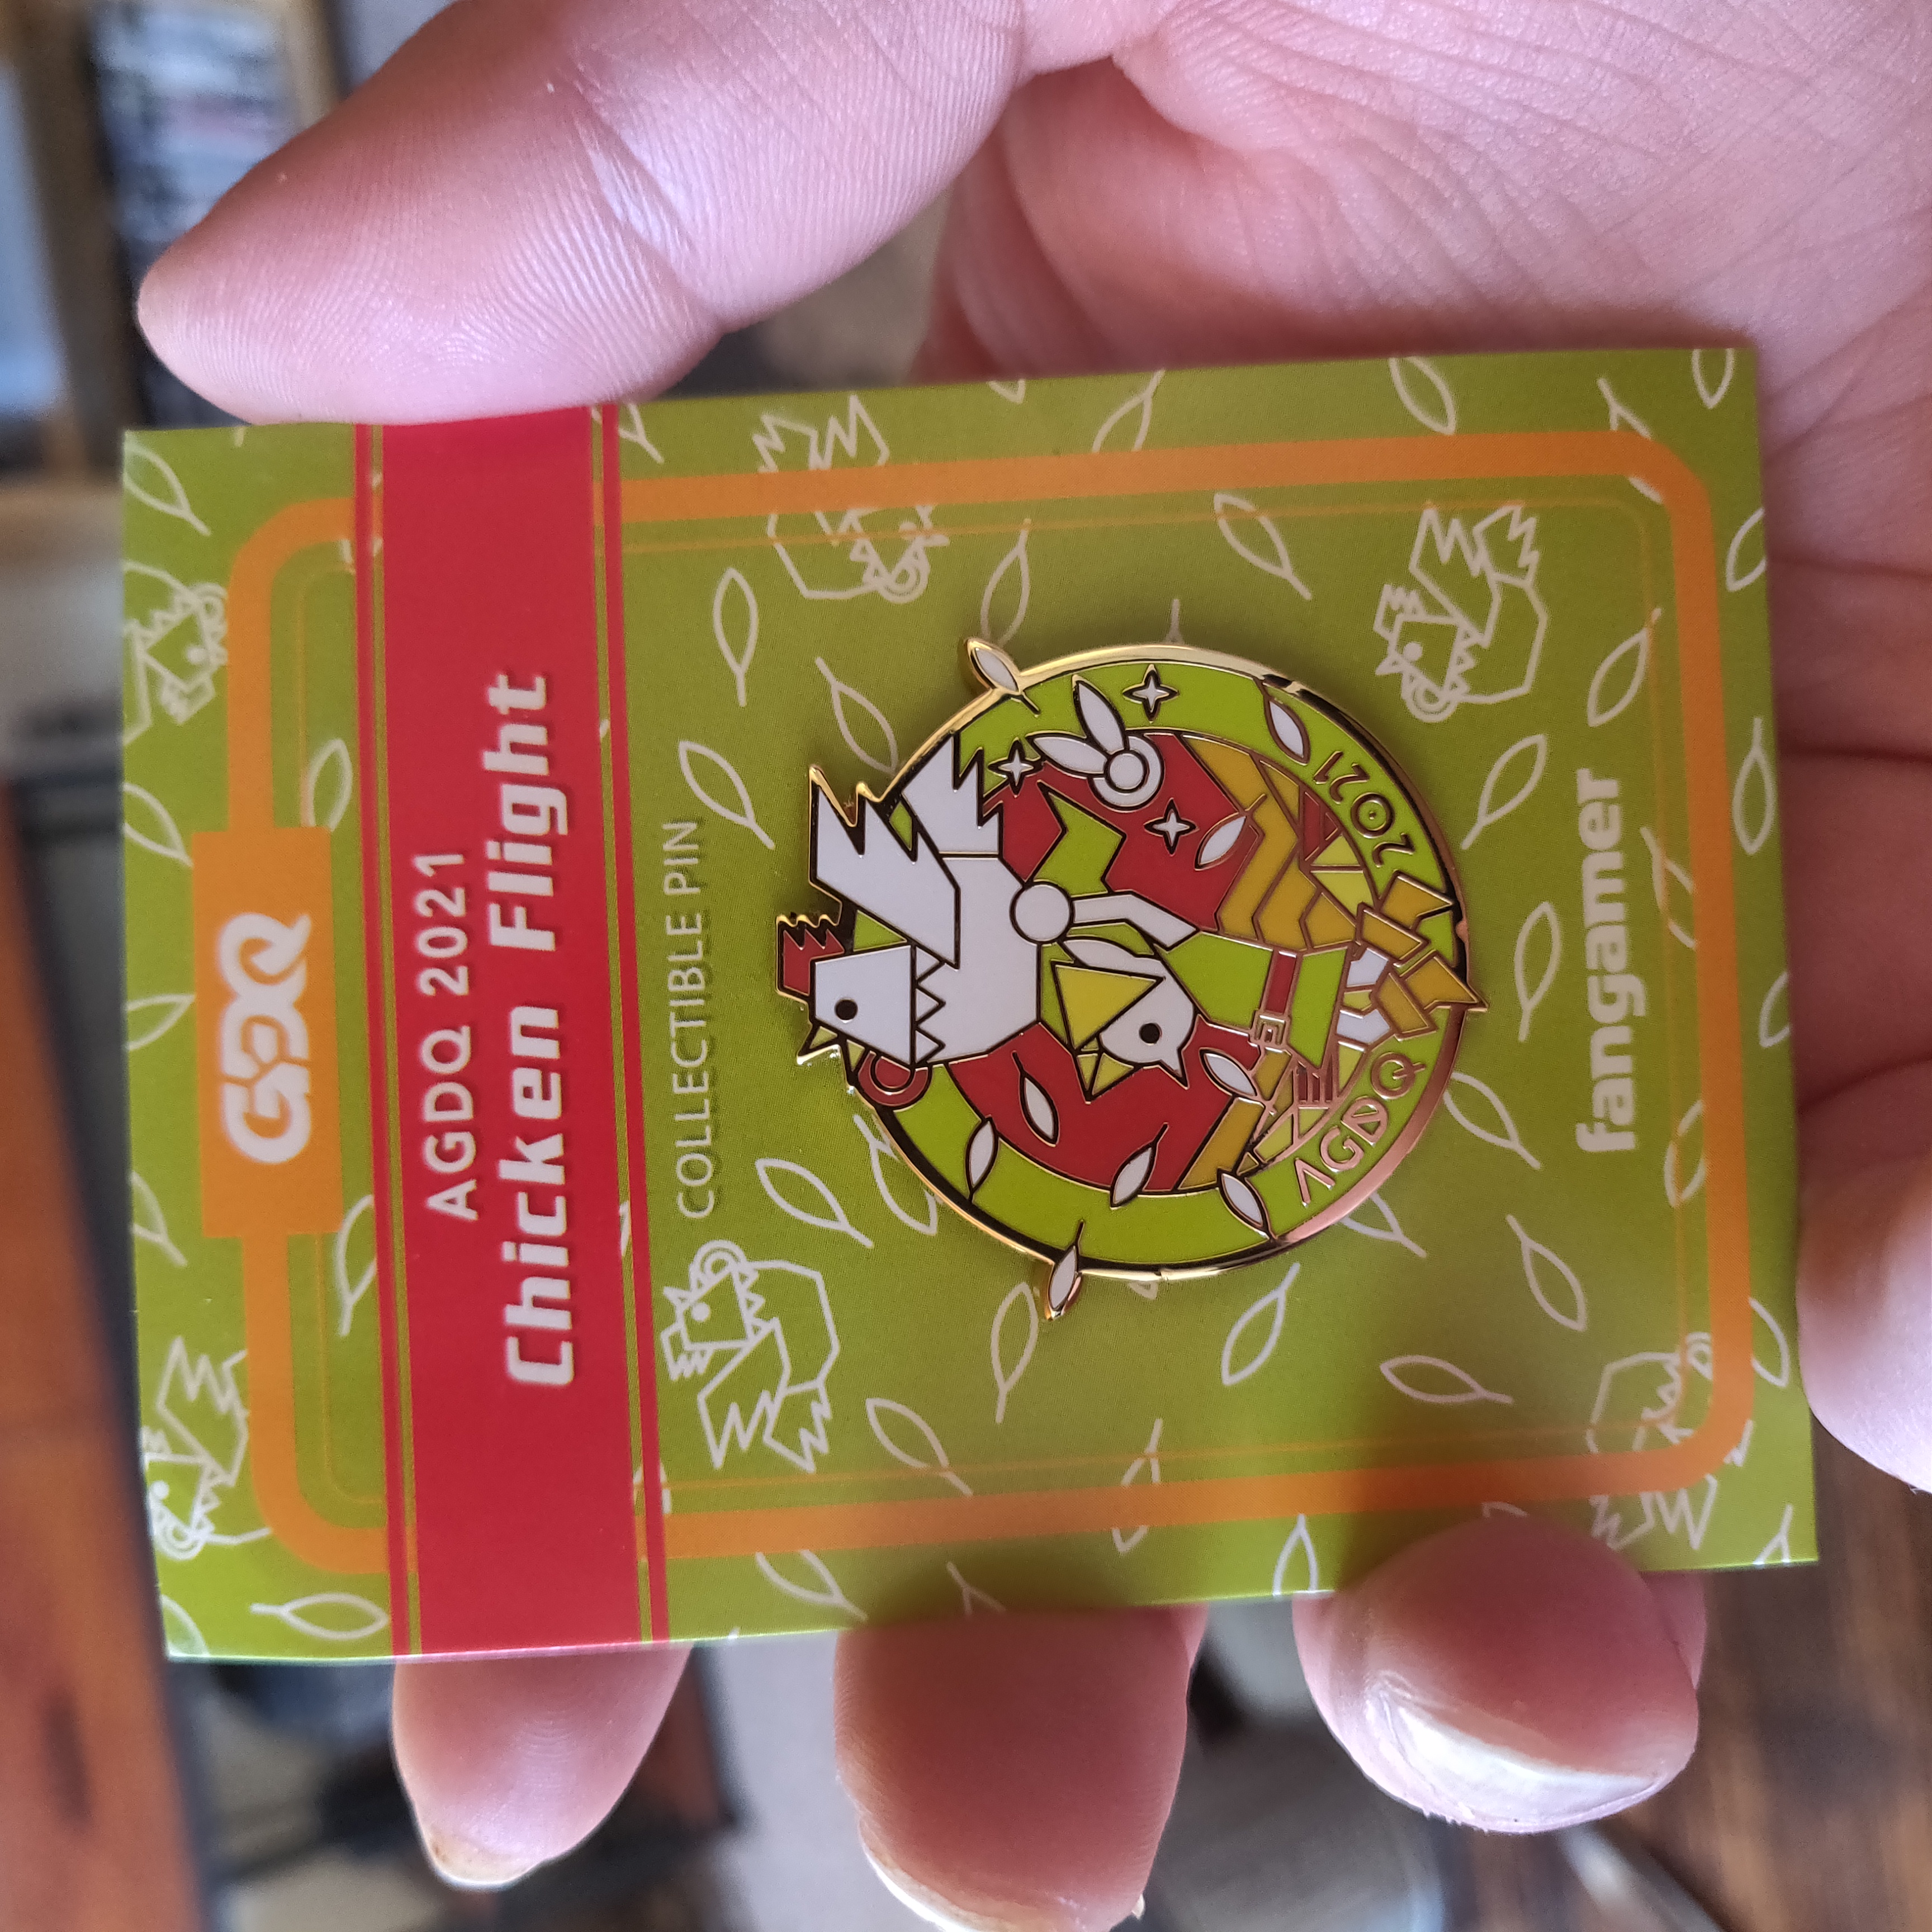 GDQ
AGDQ 2021
Chicken Flight
COLLECTIBLE PIN
AGDQ
2021
fangamer